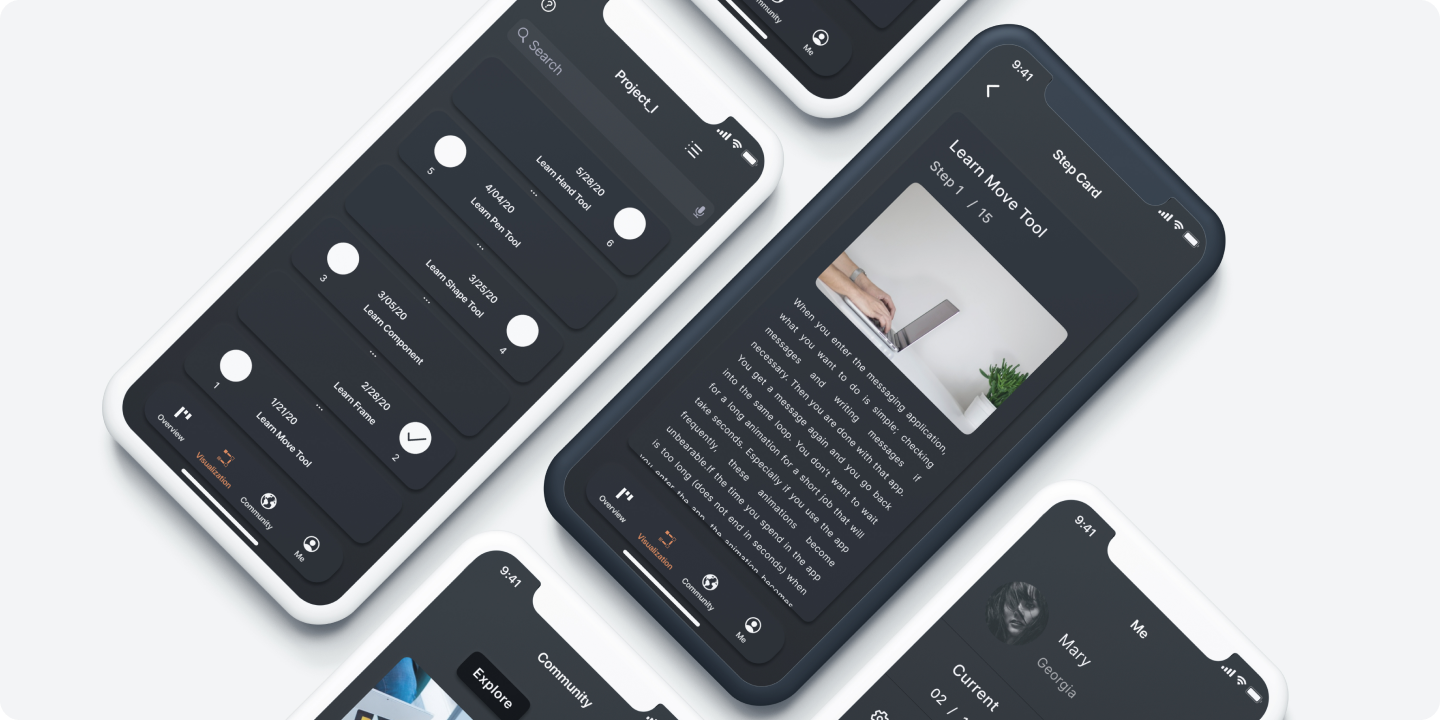 Search
Project_I
5/28/20
Learn Hand Tool
...
6
4/04/20
Learn Pen Tool
...
5
3/25/20
Learn Shape Tool
...
4
3/05/20
Learn Component
...
3
2/28/20
Learn Frame
...
2
1/21/20
Learn Move Tool
1
Overview
Visualization
Community
Me
Community
Me
9:41
Step Card
Learn Move Tool
Step 1 / 15
When you enter the messaging application,
what you want to do is simple; checking
messages and writing messages if
necessary. Then you are done with that app.
You get a message again and you go back
into the same loop. You don't want to wait
for a long animation for a short job that will
take seconds. Especially if you use the app
frequently, these animations become
unbearable.If the time you spend in the app
is too long (does not end in seconds) when
you enter the app, the animation becomes
Overview
Visualization
Community
Me
9:41
Community
Explore
9:41
Me
Mary
Georgia
Current
02 /